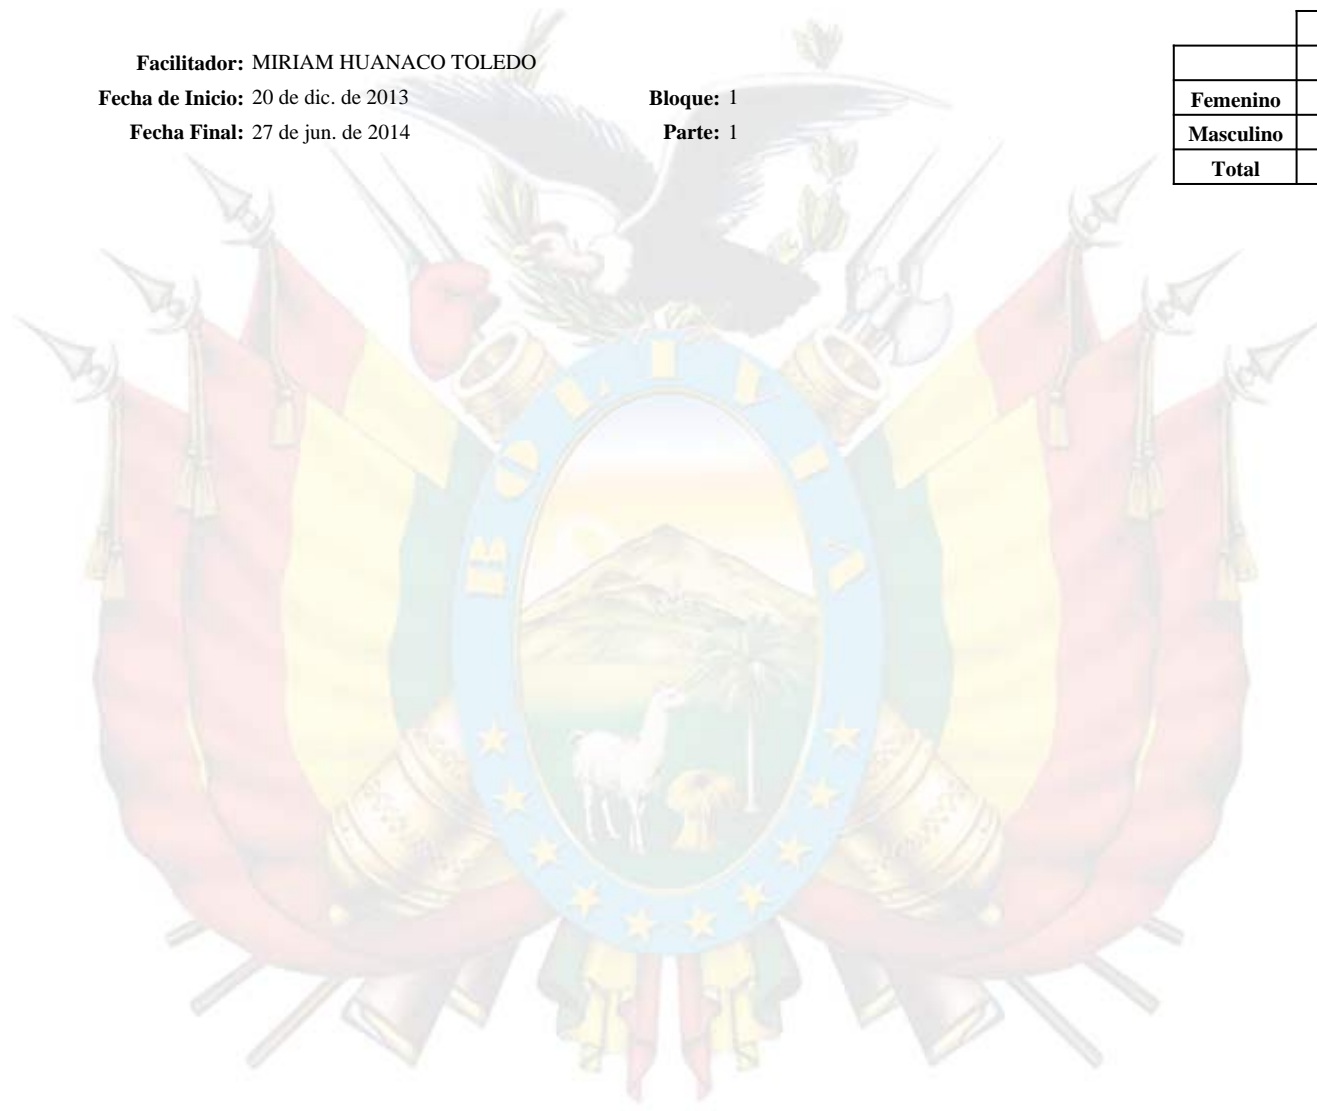 Facilitador: MIRIAM HUANACO TOLEDO
Fecha de Inicio: 20 de dic. de 2013 Bloque: 1
Fecha Final: 27 de jun. de 2014 Parte: 1
Femenino
Masculino
Total
BOLIVIA